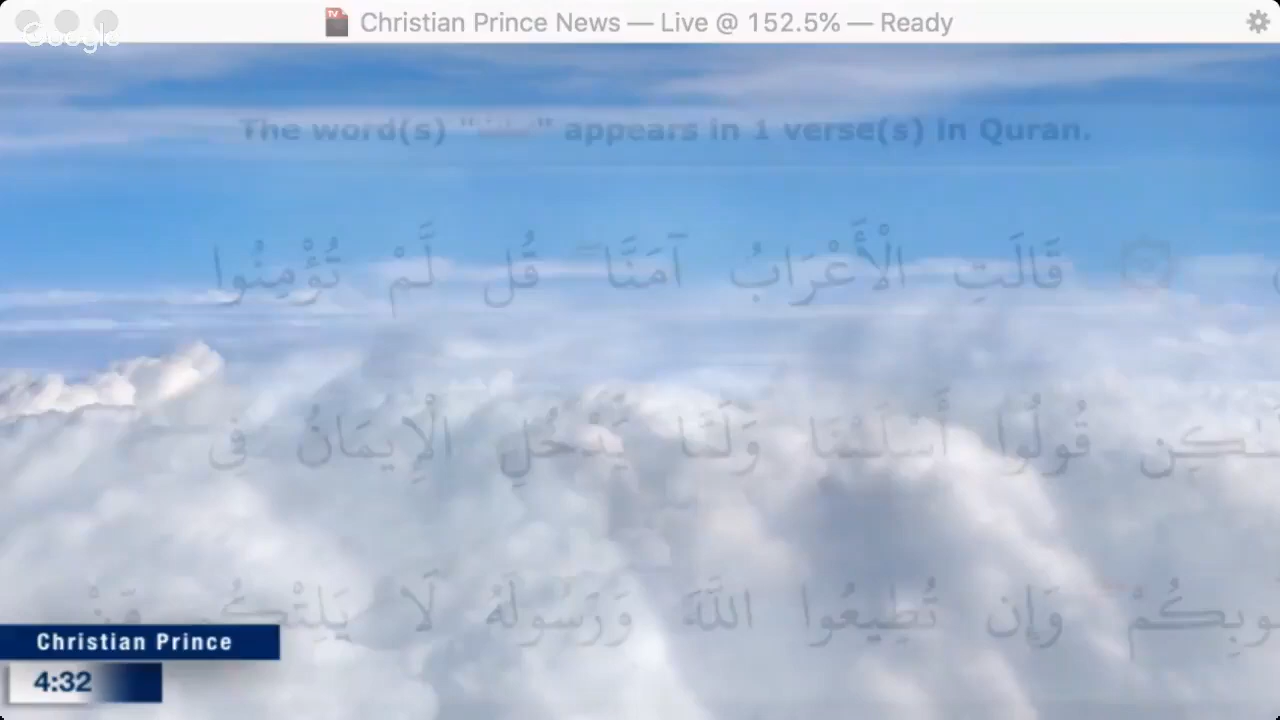 Christian Prince News — Live @ 152.5% — Ready
Google
The word(s) " " appears in 1 verse(s) in Quran.
قَالَتِ الْأَعْرَابُ آمَنَّا قُل لَّمْ تُؤْمِنُوا
قُولُوا أَسْلَمْنَا وَلَمَّا يَدْخُلِ الْإِيمَانُ فِى
وَإِن تُطِيعُوا اللَّهَ وَرَسُولَهُ لَا يَلِتْكُم
Christian Prince
4:32